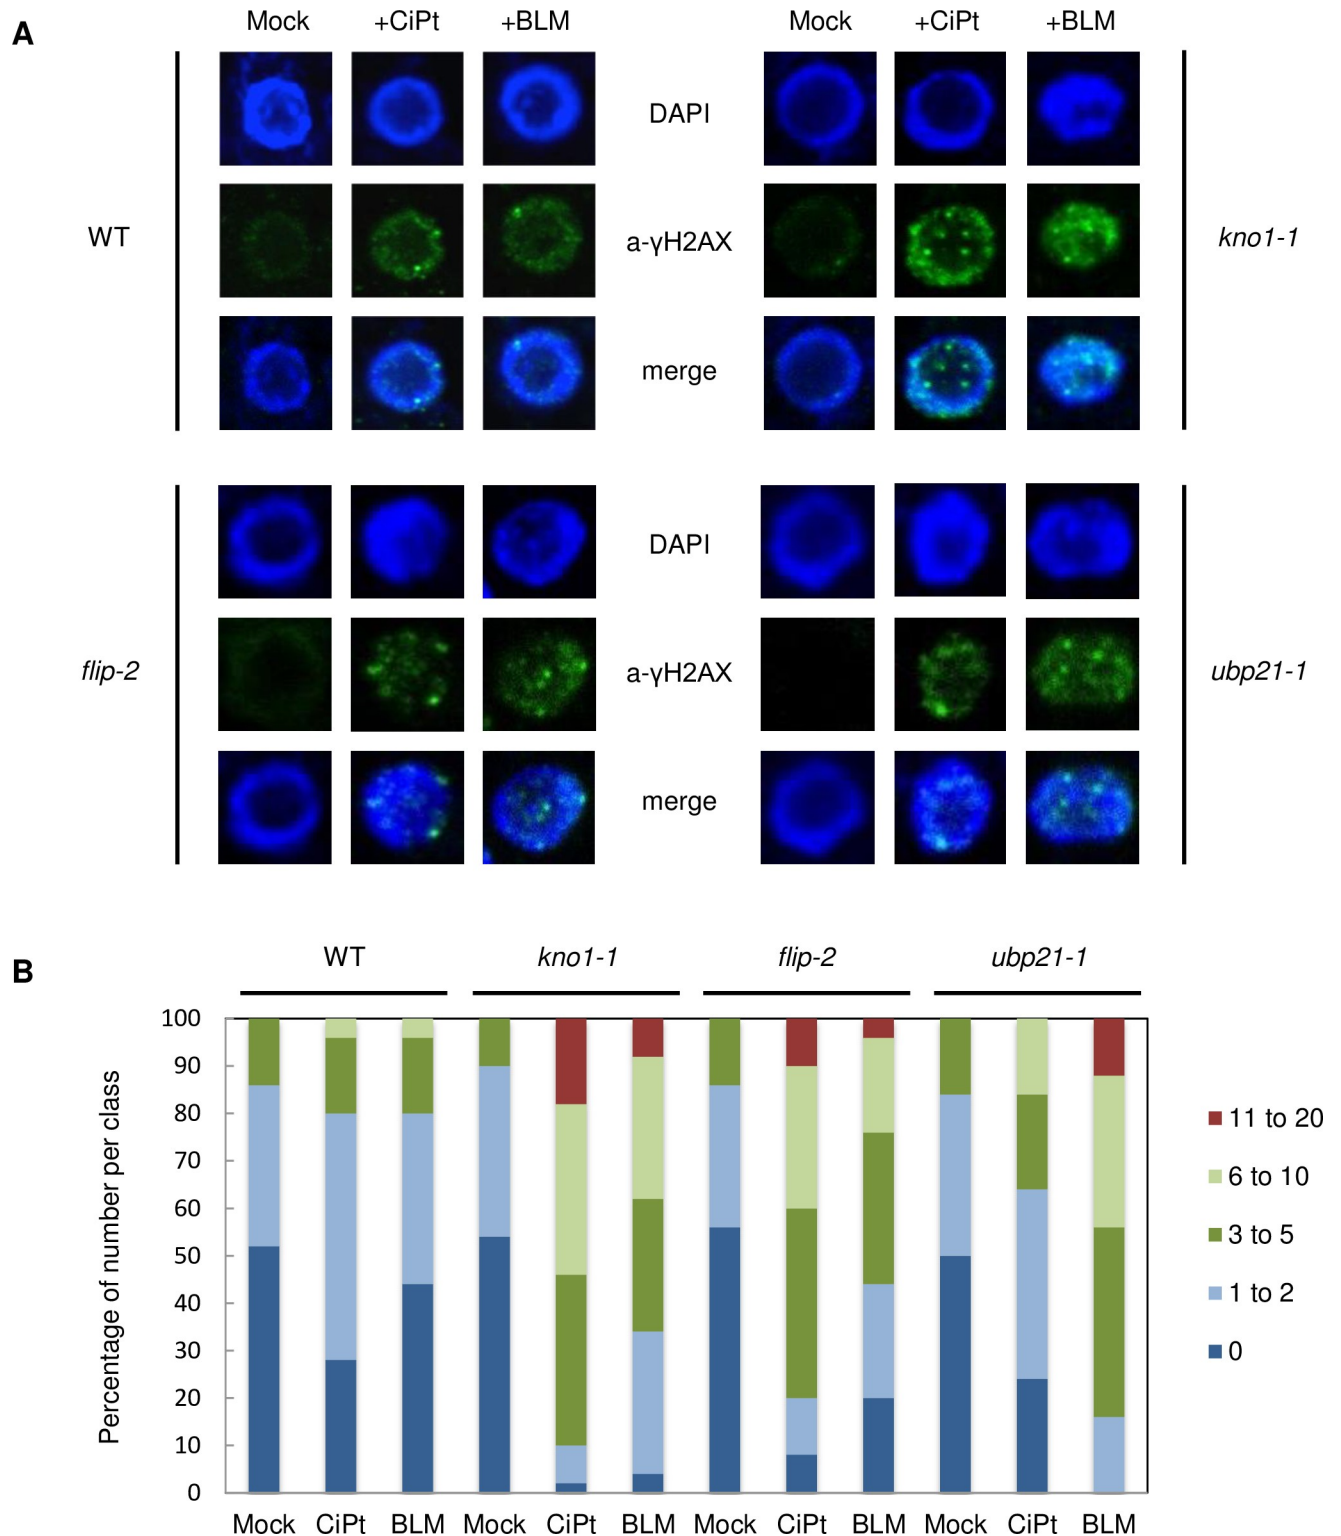 A
Mock +CiPt +BLM Mock +CiPt +BLM
DAPI
WT a-γH2AX kno1-1
merge
DAPI
flip-2 a-γH2AX ubp21-1
merge
B
WT kno1-1 flip-2 ubp21-1
Percentage of number per class
100
90
80
70
60
50
40
30
20
10
0
11 to 20
6 to 10
3 to 5
1 to 2
0
Mock CiPt BLM Mock CiPt BLM Mock CiPt BLM Mock CiPt BLM